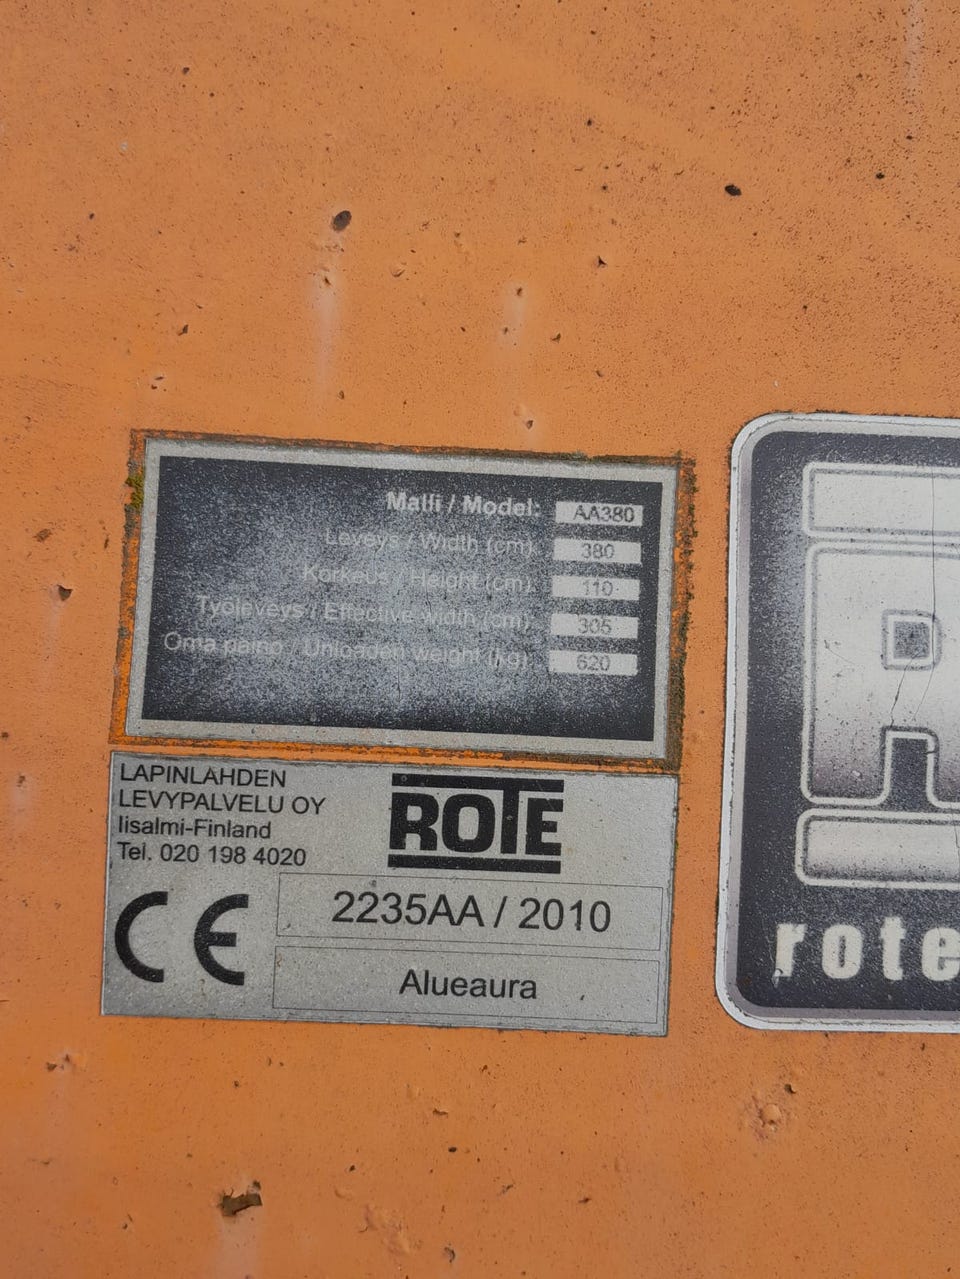 Malli / Model: AA380
Leveys / Width (cm): 380
Korkeus / Height (cm): 110
Työleveys / Effective width (cm): 305
Oma paino / Unloaden weight (kg): 620
LAPINLAHDEN
LEVYPALVELU OY
Iisalmi-Finland
Tel. 020 198 4020
ROTE
CE
2235AA / 2010
Alueaura
R
rote